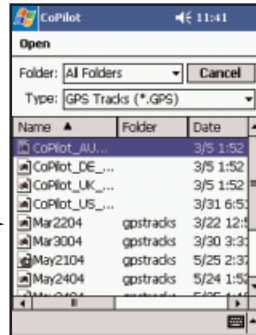 CoPilot 11:41
Open
Folder: All Folders Cancel
Type: GPS Tracks (*.GPS)
Name Folder Date
CoPilot_AU... 3/5 1:52
CoPilot_DE_... 3/5 1:52
CoPilot_UK_... 3/5 1:52
CoPilot_US_... 3/31 6:5
Mar2204 gpstracks 3/22 12:
Mar3004 gpstracks 3/30 3:3
May2104 gpstracks 5/25 2:3
May2404 gpstracks 5/24 1:52